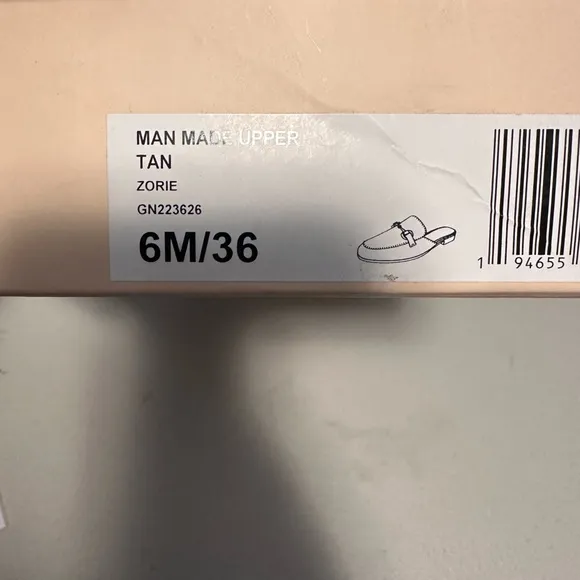 MAN MADE UPPER
TAN
ZORIE
GN223626
6M/36
1 94655